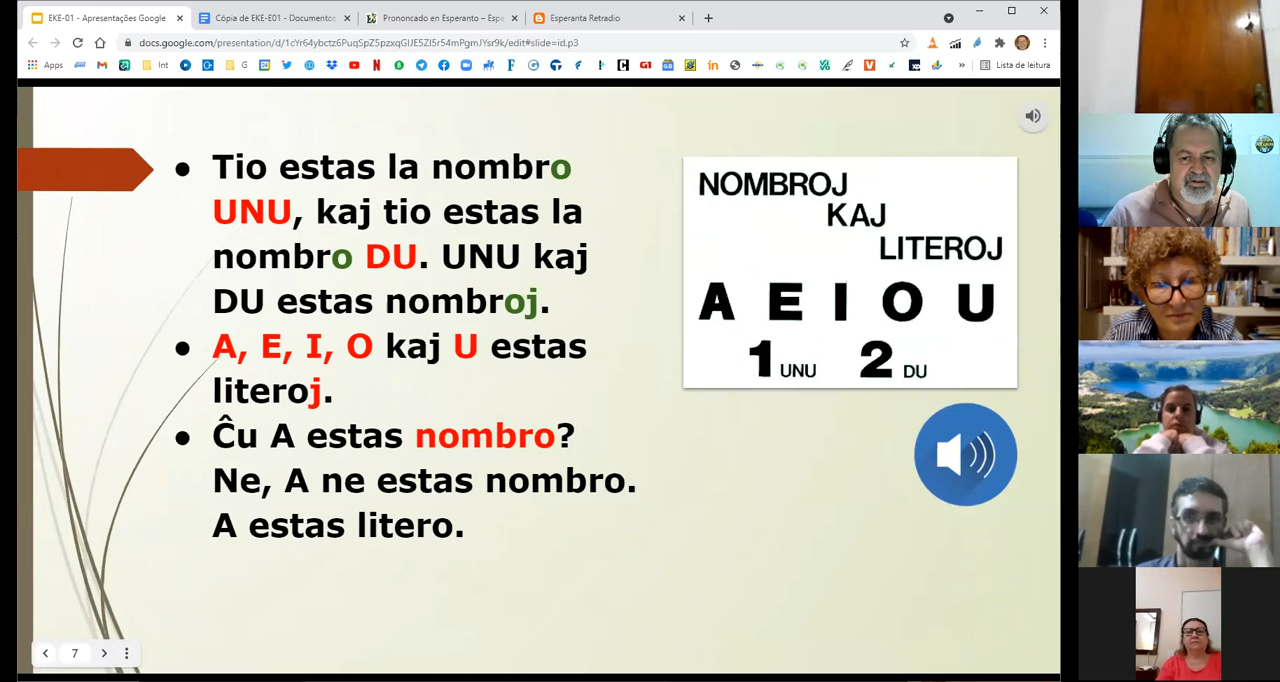 EKE-01 - Apresentações Google
Cópia de EKE-E01 - Documento
Prononcado en Esperanto – Espe
Esperanta Retradio
docs.google.com/presentation/d/1cYr64ybctz6PuqSpZ5pzxqGlJE5Zl5r54mPgmJYsr9k/edit#slide=id.p3
Apps
Int
G
Lista de leitura
• Tio estas la nombro
UNU, kaj tio estas la
nombro DU. UNU kaj
DU estas nombroj.
• A, E, I, O kaj U estas
literoj.
• Ĉu A estas nombro?
Ne, A ne estas nombro.
A estas litero.
NOMBROJ
KAJ
LITEROJ
A E I O U
1 UNU 2 DU
7